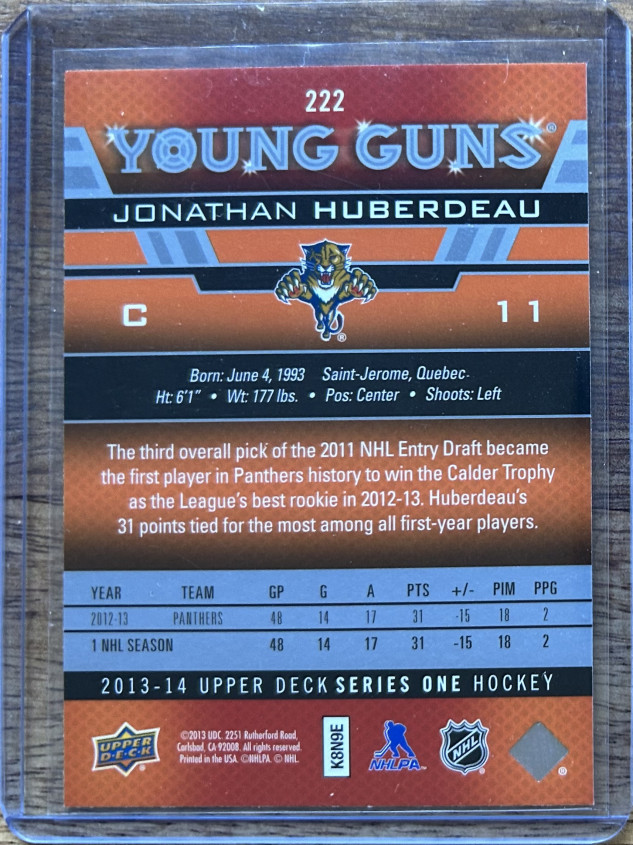 222
YOUNG GUNS®
JONATHAN HUBERDEAU
C
11
®
Born: June 4, 1993 Saint-Jerome, Quebec
Ht: 6'1" • Wt: 177 lbs. • Pos: Center • Shoots: Left
The third overall pick of the 2011 NHL Entry Draft became
the first player in Panthers history to win the Calder Trophy
as the League's best rookie in 2012-13. Huberdeau's
31 points tied for the most among all first-year players.
YEAR TEAM GP G A PTS +/- PIM PPG
2012-13 PANTHERS 48 14 17 31 -15 18 2
1 NHL SEASON 48 14 17 31 -15 18 2
2013-14 UPPER DECK SERIES ONE HOCKEY
UPPER
D·E·C·K
©2013 UDC. 2251 Rutherford Road,
Carlsbad, CA 92008. All rights reserved.
Printed in the USA. ©NHLPA. © NHL.
K8N9E
NHLPA
NHL
®